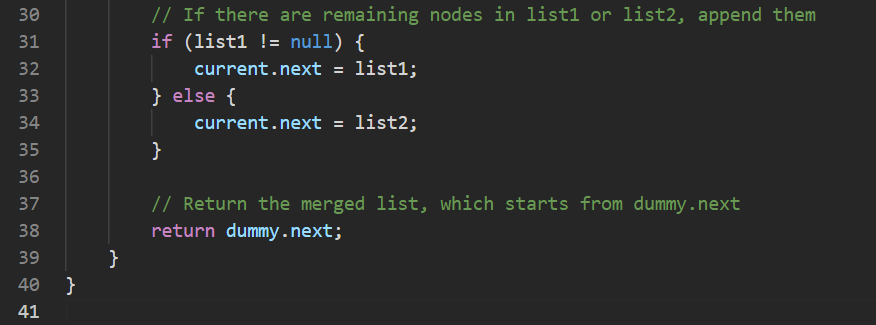 30 // If there are remaining nodes in list1 or list2, append them
31 if (list1 != null) {
32 current.next = list1;
33 } else {
34 current.next = list2;
35 }
36
37 // Return the merged list, which starts from dummy.next
38 return dummy.next;
39 }
40 }
41